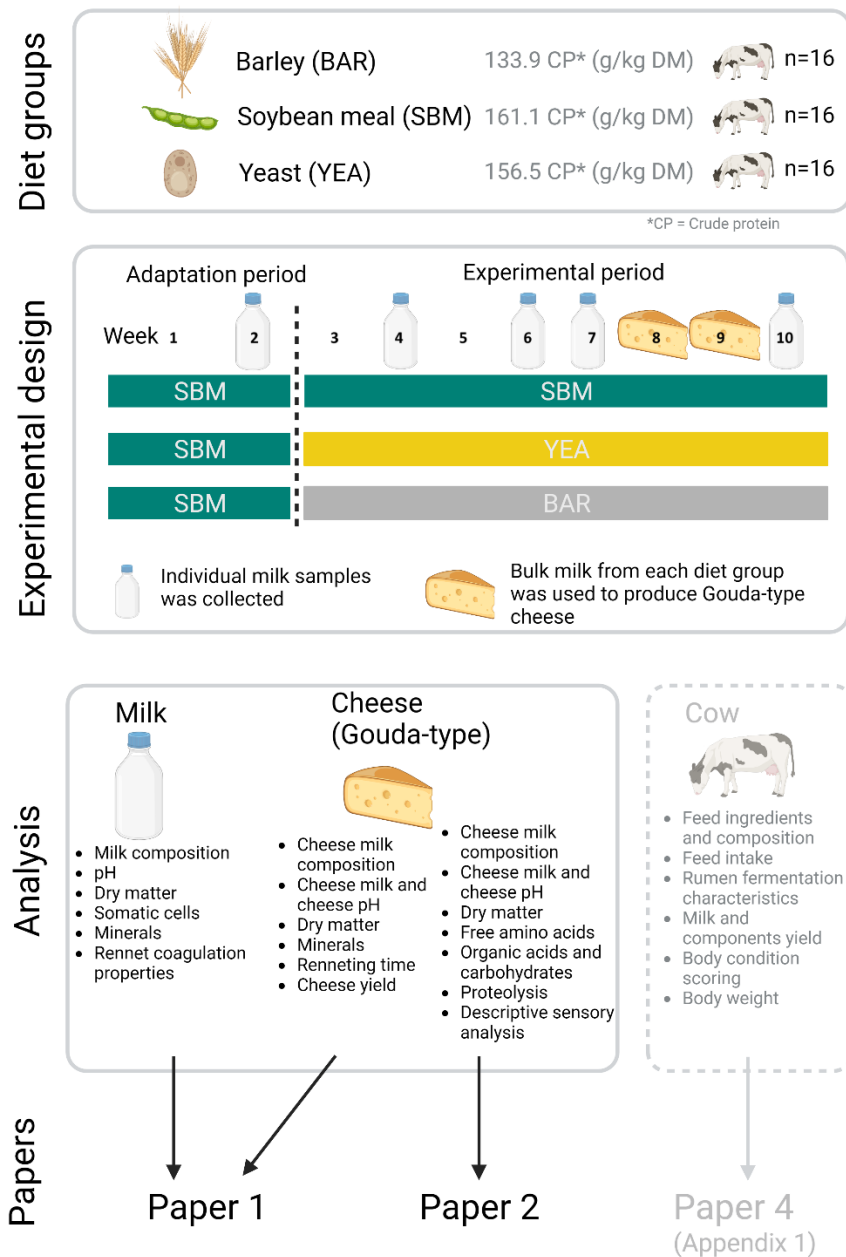 Diet groups
Barley (BAR) 133.9 CP* (g/kg DM) n=16
Soybean meal (SBM) 161.1 CP* (g/kg DM) n=16
Yeast (YEA) 156.5 CP* (g/kg DM) n=16
*CP = Crude protein
Experimental design
Adaptation period Experimental period
Week 1 2 3 4 5 6 7 8 9 10
SBM SBM
SBM YEA
SBM BAR
Individual milk samples
was collected
Bulk milk from each diet group
was used to produce Gouda-type
cheese
Analysis
Milk
• Milk composition
• pH
• Dry matter
• Somatic cells
• Minerals
• Rennet coagulation
properties
Cheese
(Gouda-type)
• Cheese milk
composition
• Cheese milk and
cheese pH
• Dry matter
• Minerals
• Renneting time
• Cheese yield
• Cheese milk
composition
• Cheese milk and
cheese pH
• Dry matter
• Free amino acids
• Organic acids and
carbohydrates
• Proteolysis
• Descriptive sensory
analysis
Cow
• Feed ingredients
and composition
• Feed intake
• Rumen fermentation
characteristics
• Milk and
components yield
• Body condition
scoring
• Body weight
Papers
Paper 1
Paper 2
Paper 4
(Appendix 1)